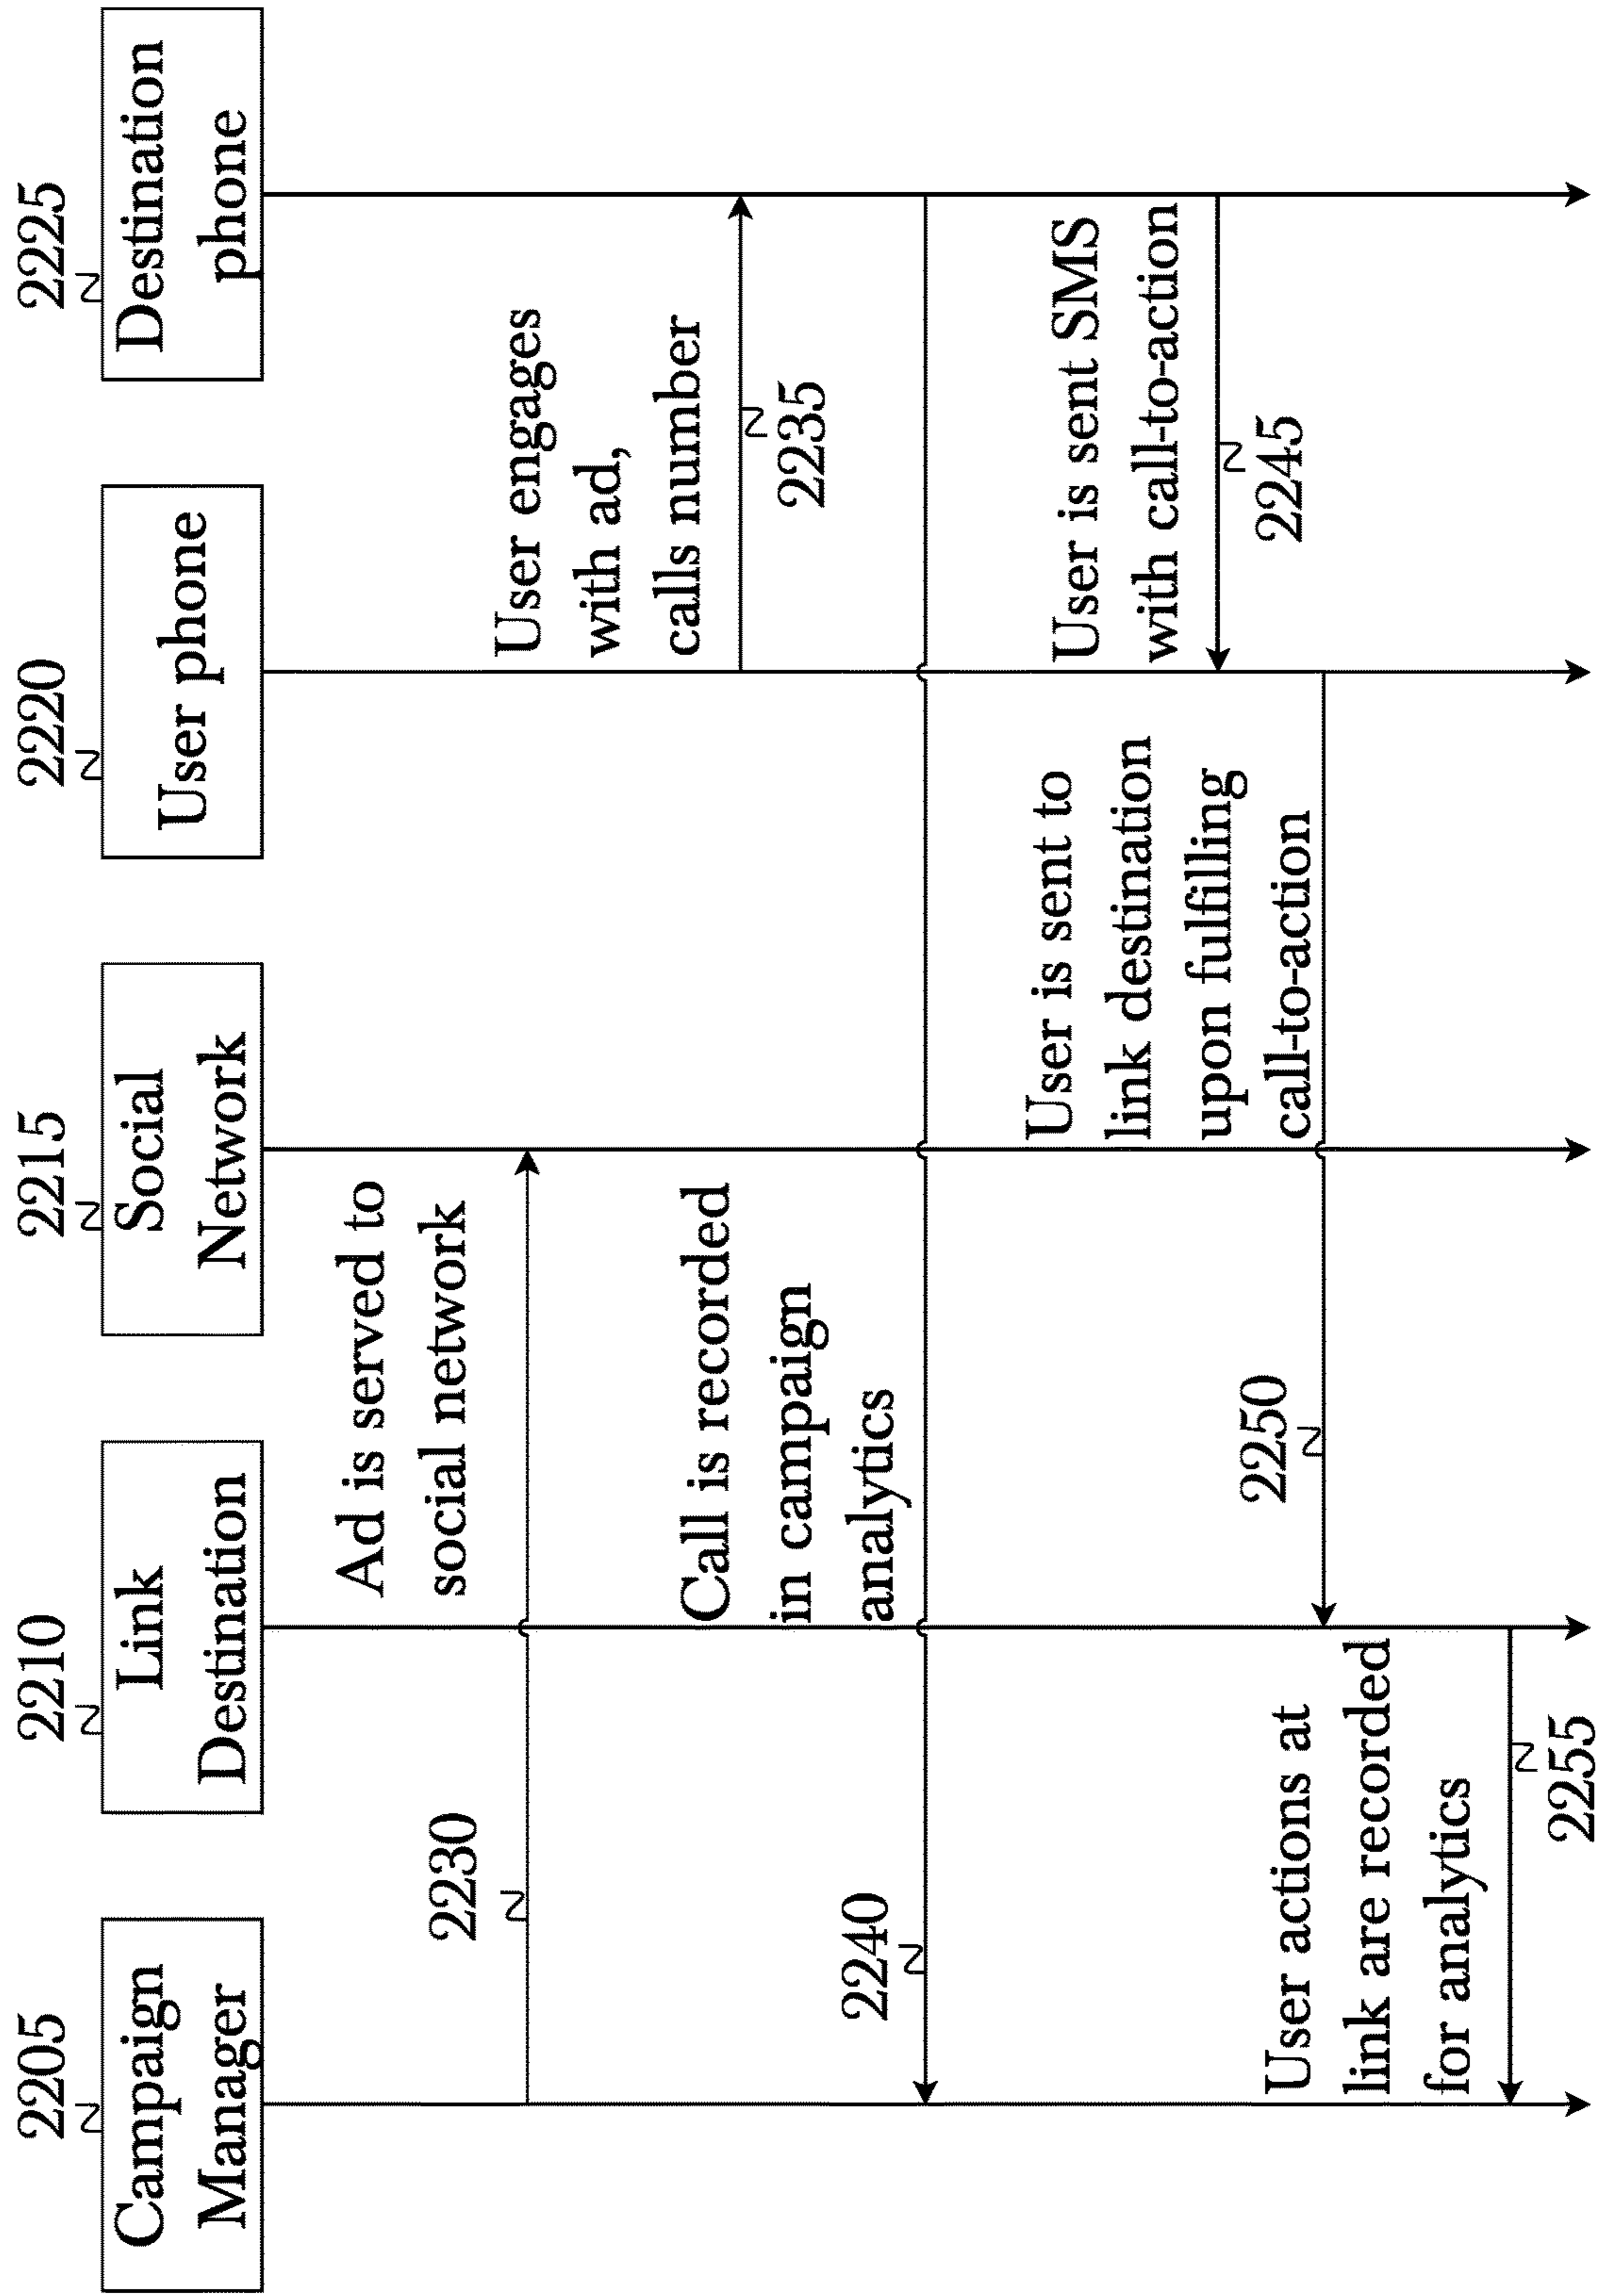 2205
Campaign
Manager
2210
Link
Destination
2215
Social
Network
2220
User phone
2225
Destination
phone
Ad is served to
social network
2230
User engages
with ad,
calls number
2235
Call is recorded
in campaign
analytics
2240
User is sent SMS
with call-to-action
2245
User is sent to
link destination
upon fulfilling
call-to-action
2250
User actions at
link are recorded
for analytics
2255